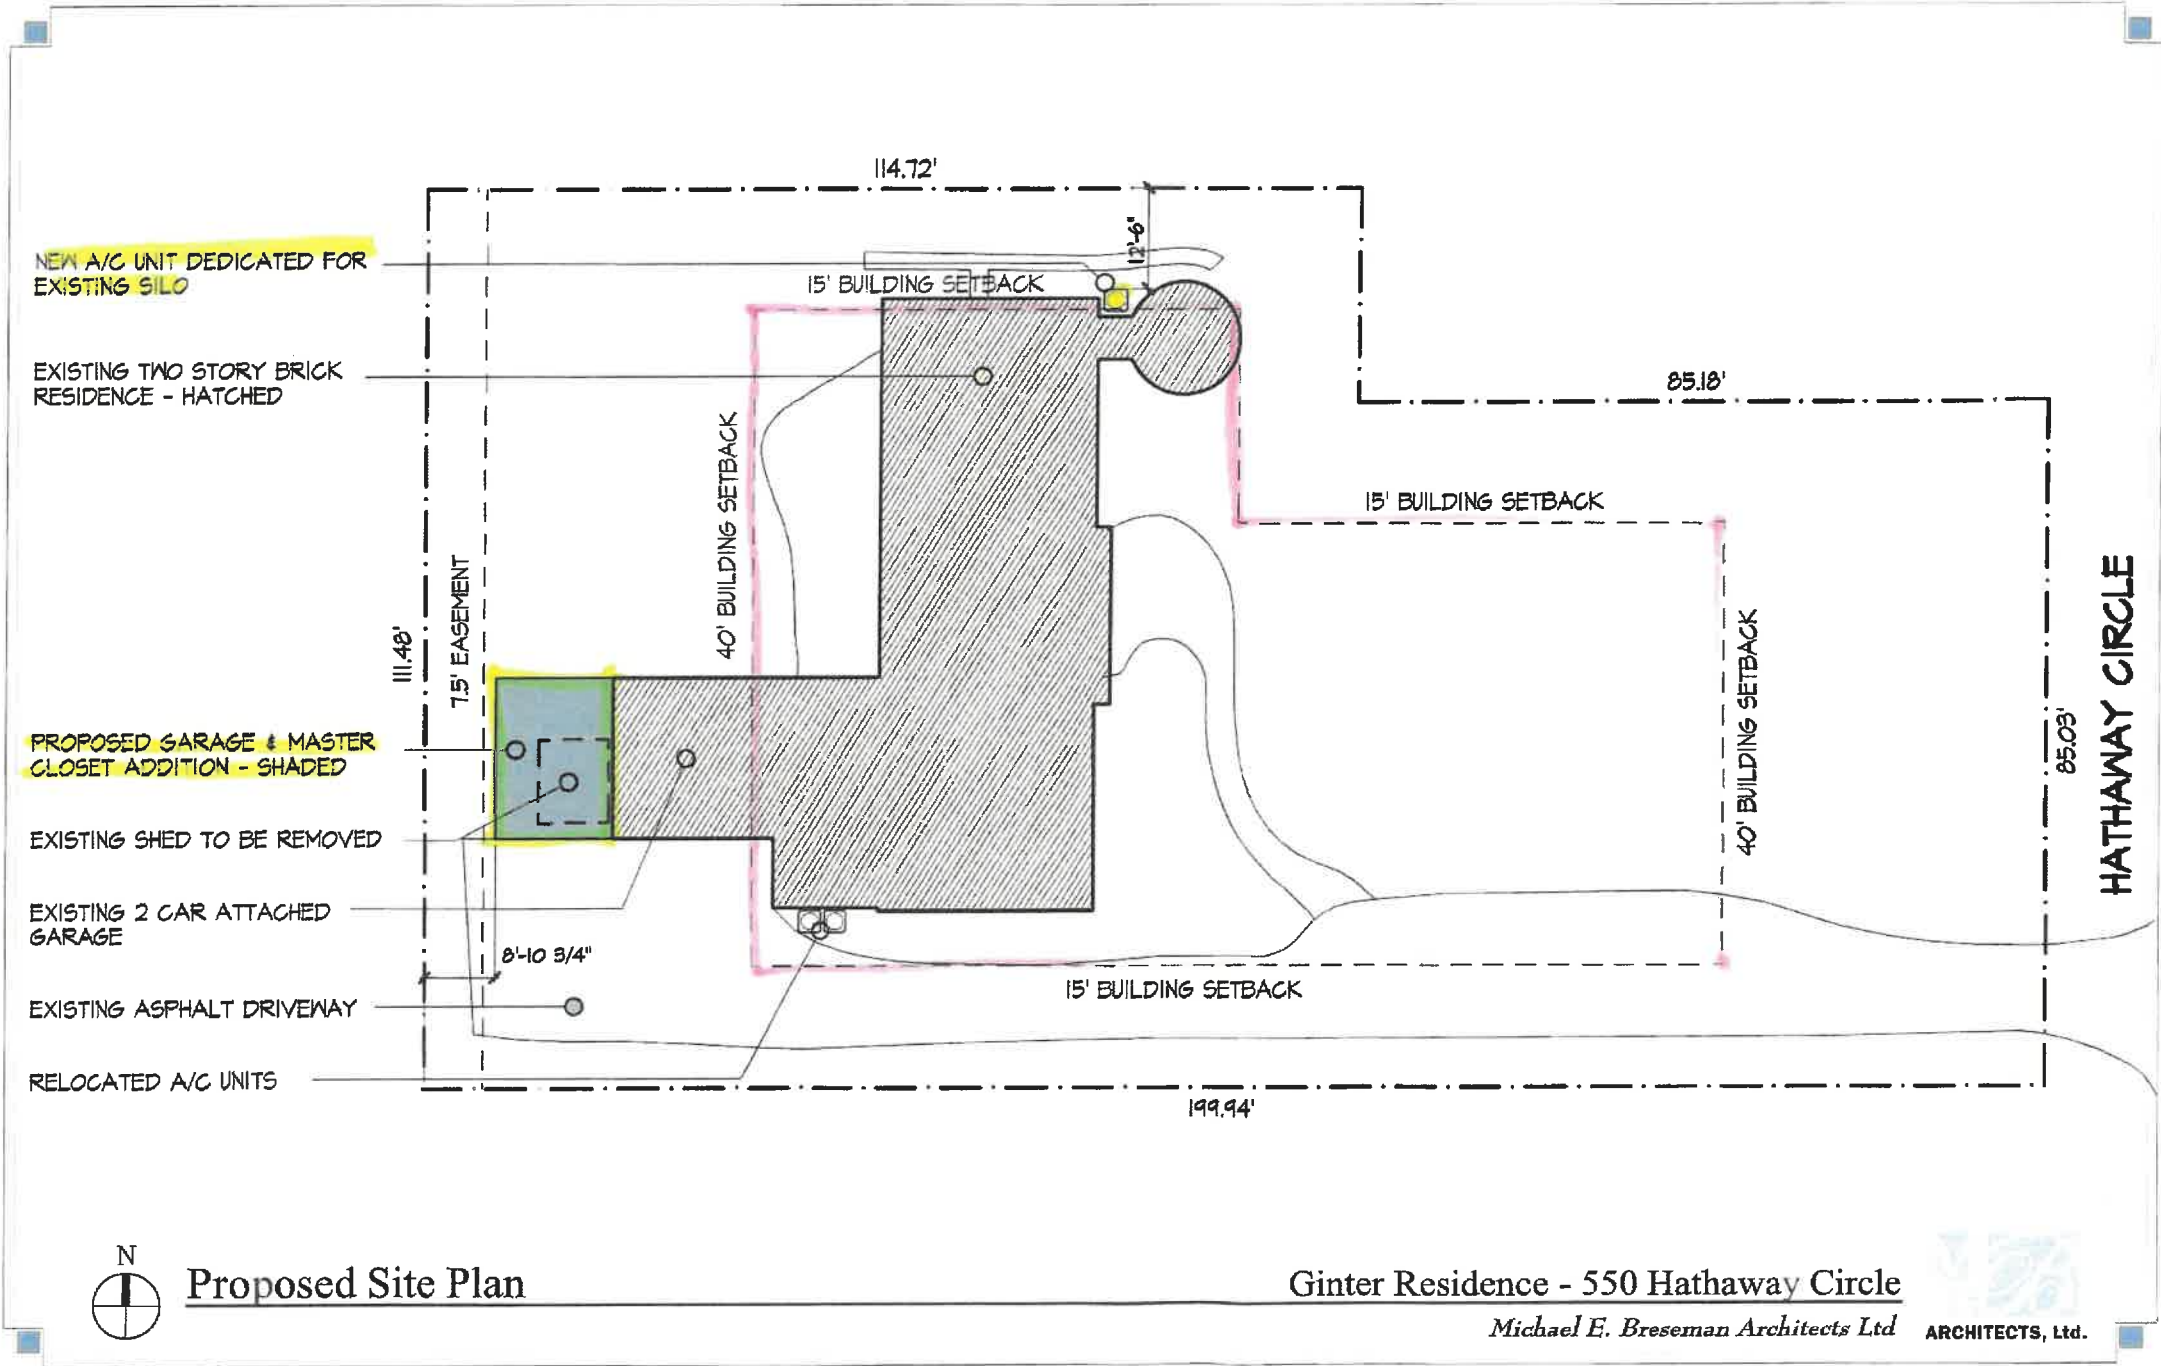 114.72'
NEW A/C UNIT DEDICATED FOR
EXISTING SILO
12'-6"
15' BUILDING SETBACK
EXISTING TWO STORY BRICK
RESIDENCE - HATCHED
85.18'
40' BUILDING SETBACK
15' BUILDING SETBACK
111.48'
7.5' EASEMENT
HATHAWAY CIRCLE
85.03'
40' BUILDING SETBACK
PROPOSED GARAGE & MASTER
CLOSET ADDITION - SHADED
EXISTING SHED TO BE REMOVED
EXISTING 2 CAR ATTACHED
GARAGE
8'-10 3/4"
15' BUILDING SETBACK
EXISTING ASPHALT DRIVEWAY
RELOCATED A/C UNITS
199.94'
N
Proposed Site Plan
Ginter Residence - 550 Hathaway Circle
Michael E. Breseman Architects Ltd
ARCHITECTS, Ltd.